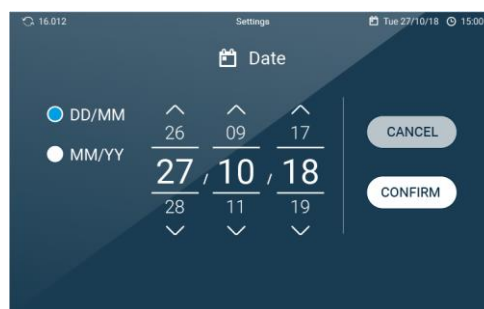 16.012 Settings Tue 27/10/18 15:00
Date
DD/MM
MM/YY
26 09 17
27 , 10 , 18
28 11 19
CANCEL
CONFIRM